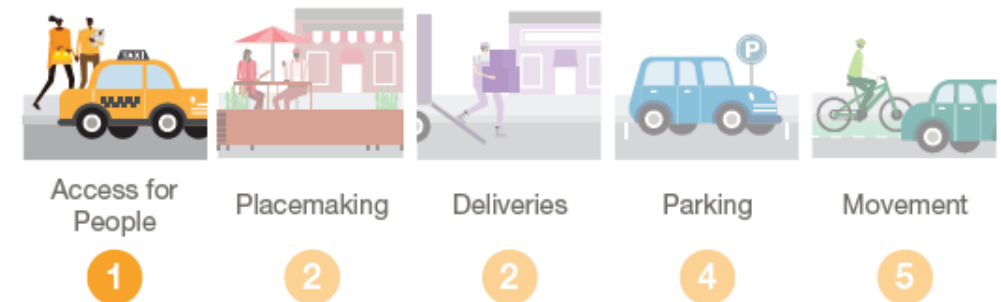 TAXI
P
Access for
People
Placemaking
Deliveries
Parking
Movement
1
2
2
4
5